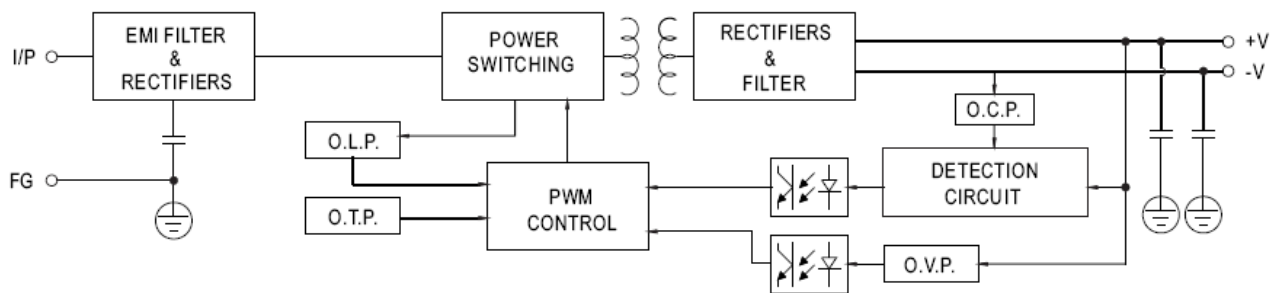 I/P
EMI FILTER
&
RECTIFIERS
POWER
SWITCHING
RECTIFIERS
&
FILTER
+V
-V
O.C.P.
O.L.P.
FG
O.T.P.
PWM
CONTROL
DETECTION
CIRCUIT
O.V.P.